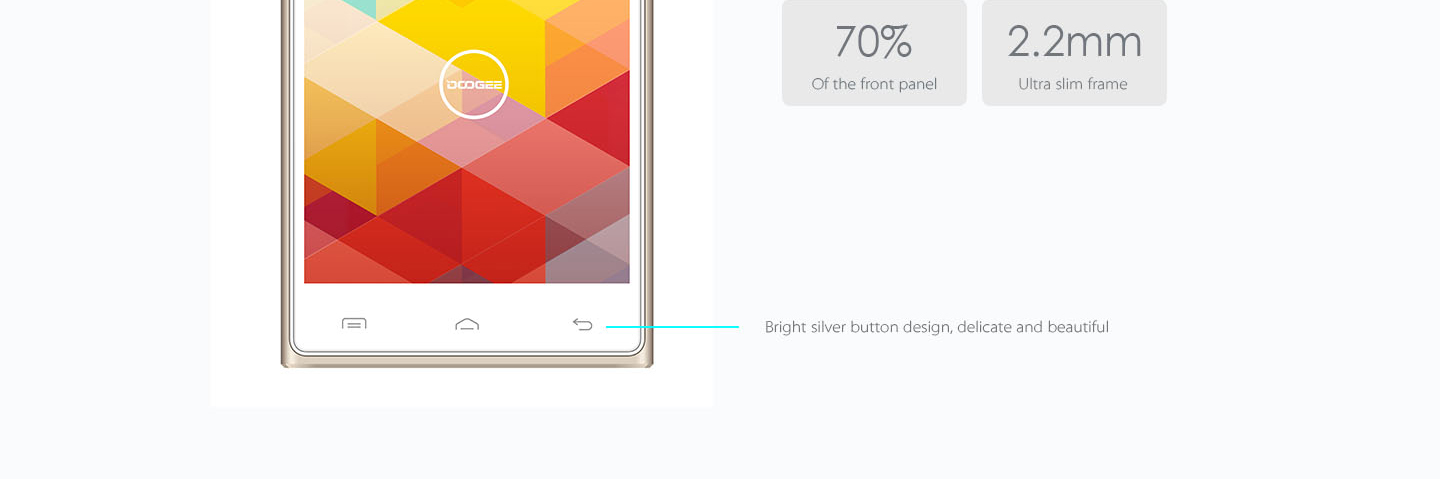 DOOGEE
70%
Of the front panel
2.2mm
Ultra slim frame
Bright silver button design, delicate and beautiful